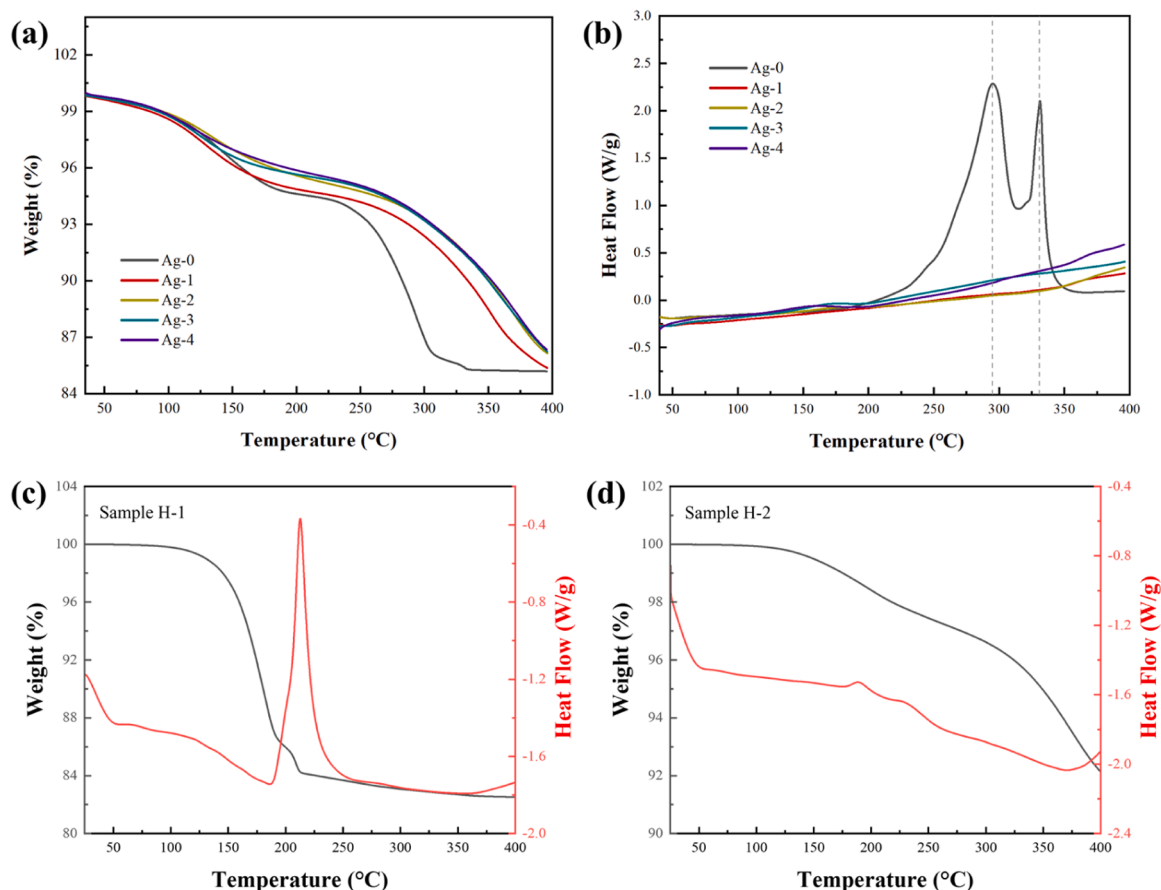 (a)
102
99
96
93
90
87
84
Weight (%)
Ag-0
Ag-1
Ag-2
Ag-3
Ag-4
50 100 150 200 250 300 350 400
Temperature (°C)
(b)
3.0
2.5
2.0
1.5
1.0
0.5
0.0
-0.5
-1.0
Heat Flow (W/g)
Ag-0
Ag-1
Ag-2
Ag-3
Ag-4
50 100 150 200 250 300 350 400
Temperature (°C)
(c)
Sample H-1
104
100
96
92
88
84
80
Weight (%)
-0.4
-0.8
-1.2
-1.6
-2.0
Heat Flow (W/g)
50 100 150 200 250 300 350 400
Temperature (°C)
(d)
Sample H-2
102
100
98
96
94
92
90
Weight (%)
-0.4
-0.8
-1.2
-1.6
-2.0
-2.4
Heat Flow (W/g)
50 100 150 200 250 300 350 400
Temperature (°C)